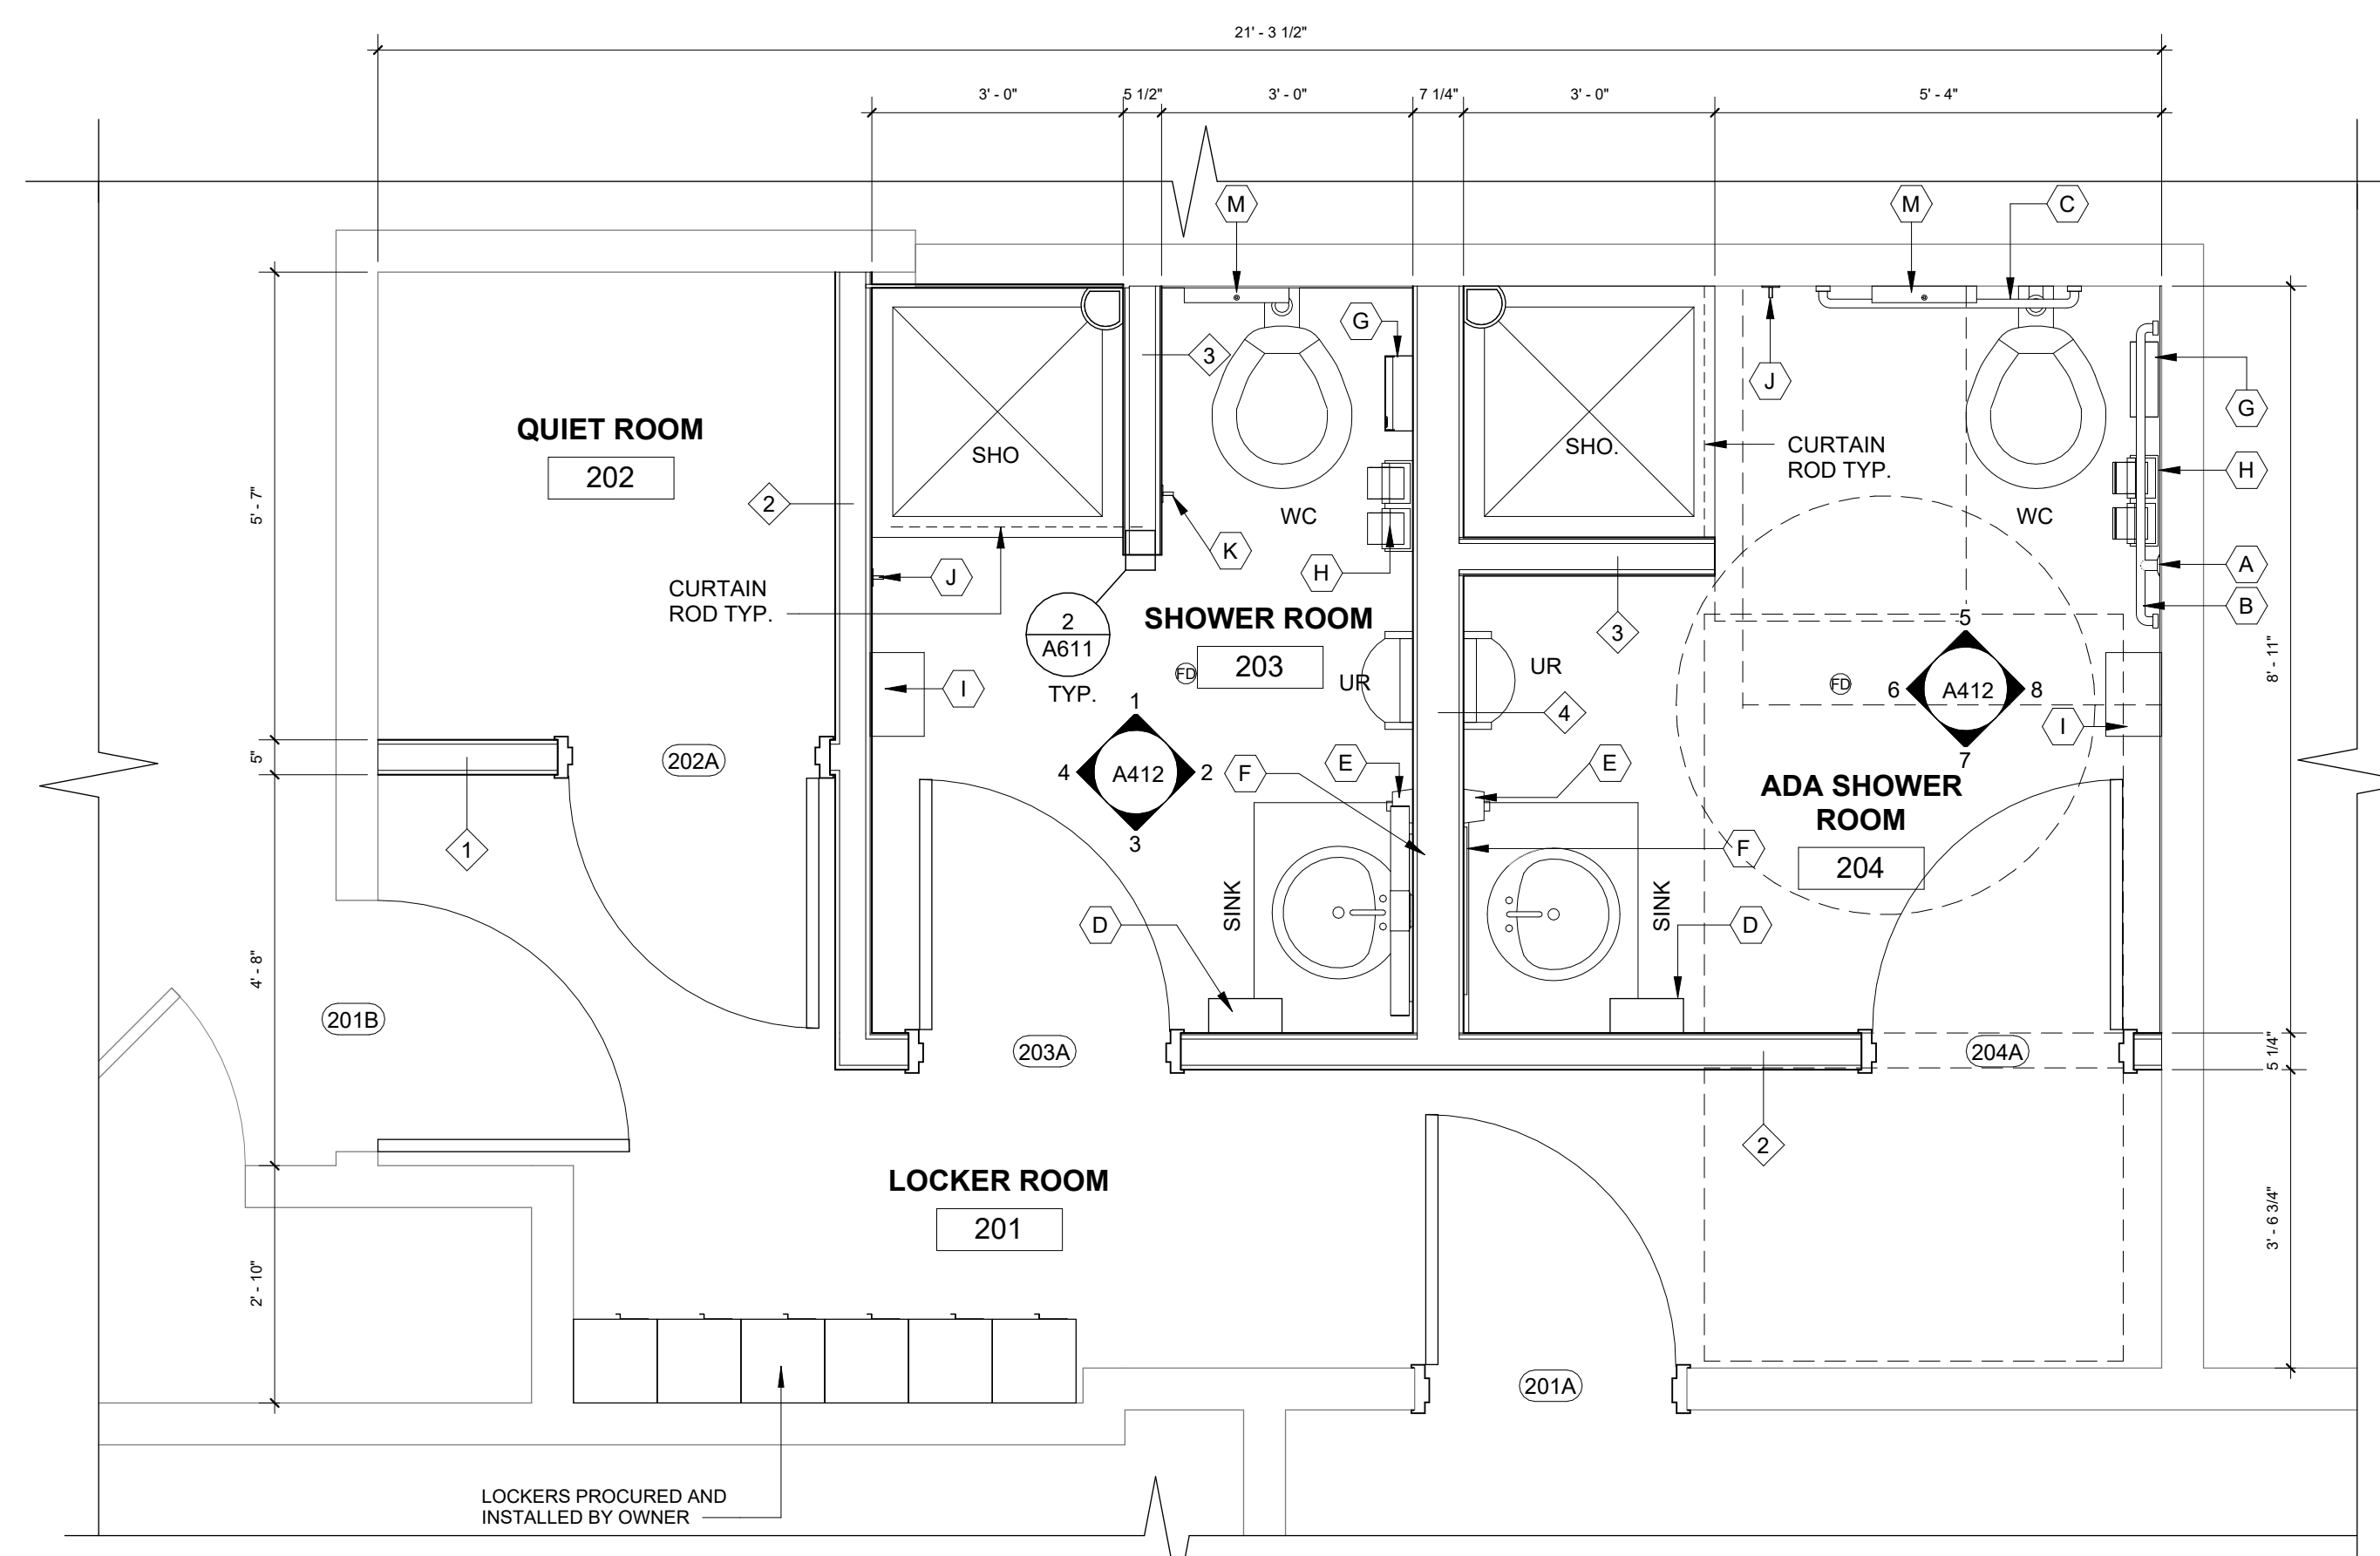 21' - 3 1/2"
3' - 0"
5 1/2"
3' - 0"
7 1/4"
3' - 0"
5' - 4"
M
M
C
G
3
J
G
QUIET ROOM
202
SHO
SHO.
CURTAIN
ROD TYP.
H
5' - 7"
2
WC
WC
K
J
H
A
B
CURTAIN
ROD TYP.
2
A611
TYP.
SHOWER ROOM
203
FD
UR
UR
3
5
6
A412
8
7
FD
8' - 11"
I
4
I
1
4
A412
2
3
5"
202A
F
E
E
ADA SHOWER
ROOM
204
F
1
SINK
SINK
D
D
4' - 8"
201B
203A
204A
5 1/4"
2
LOCKER ROOM
201
3' - 6 3/4"
2' - 10"
201A
LOCKERS PROCURED AND
INSTALLED BY OWNER